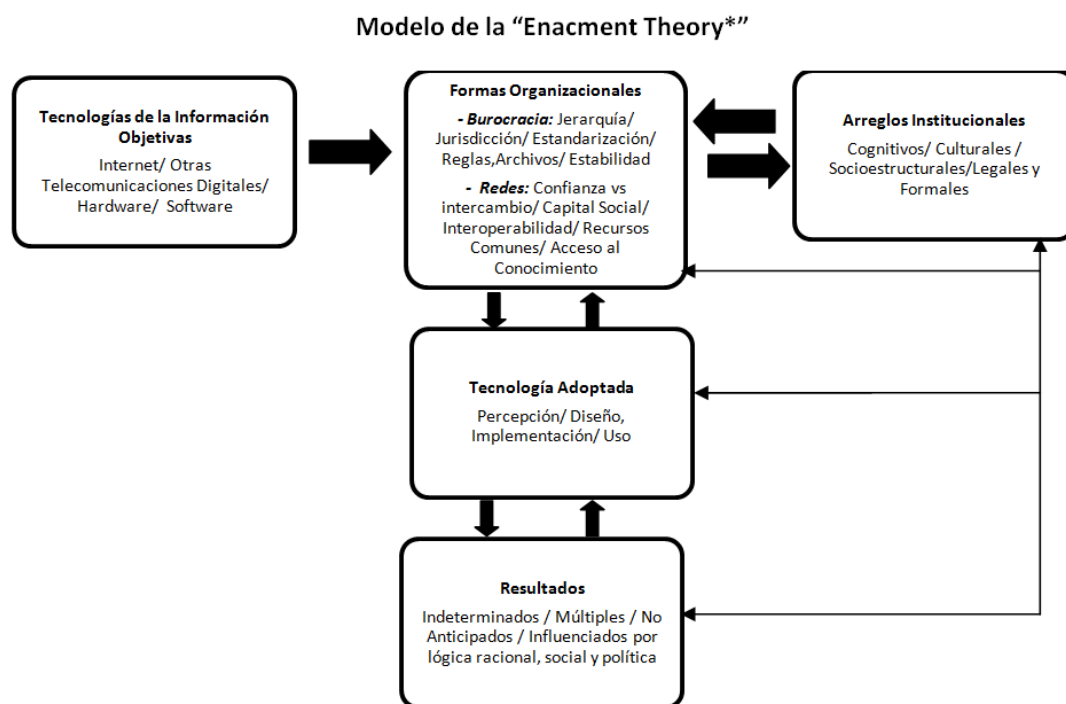 Modelo de la “Enacment Theory*”
Tecnologías de la Información
Objetivas
Internet/ Otras
Telecomunicaciones Digitales/
Hardware/ Software
Formas Organizacionales
- Burocracia: Jerarquía/
Jurisdicción/ Estandarización/
Reglas,Archivos/ Estabilidad
- Redes: Confianza vs
intercambio/ Capital Social/
Interoperabilidad/ Recursos
Comunes/ Acceso al
Conocimiento
Arreglos Institucionales
Cognitivos/ Culturales /
Socioestructurales/Legales y
Formales
Tecnología Adoptada
Percepción/ Diseño,
Implementación/ Uso
Resultados
Indeterminados / Múltiples / No
Anticipados / Influenciados por
lógica racional, social y política